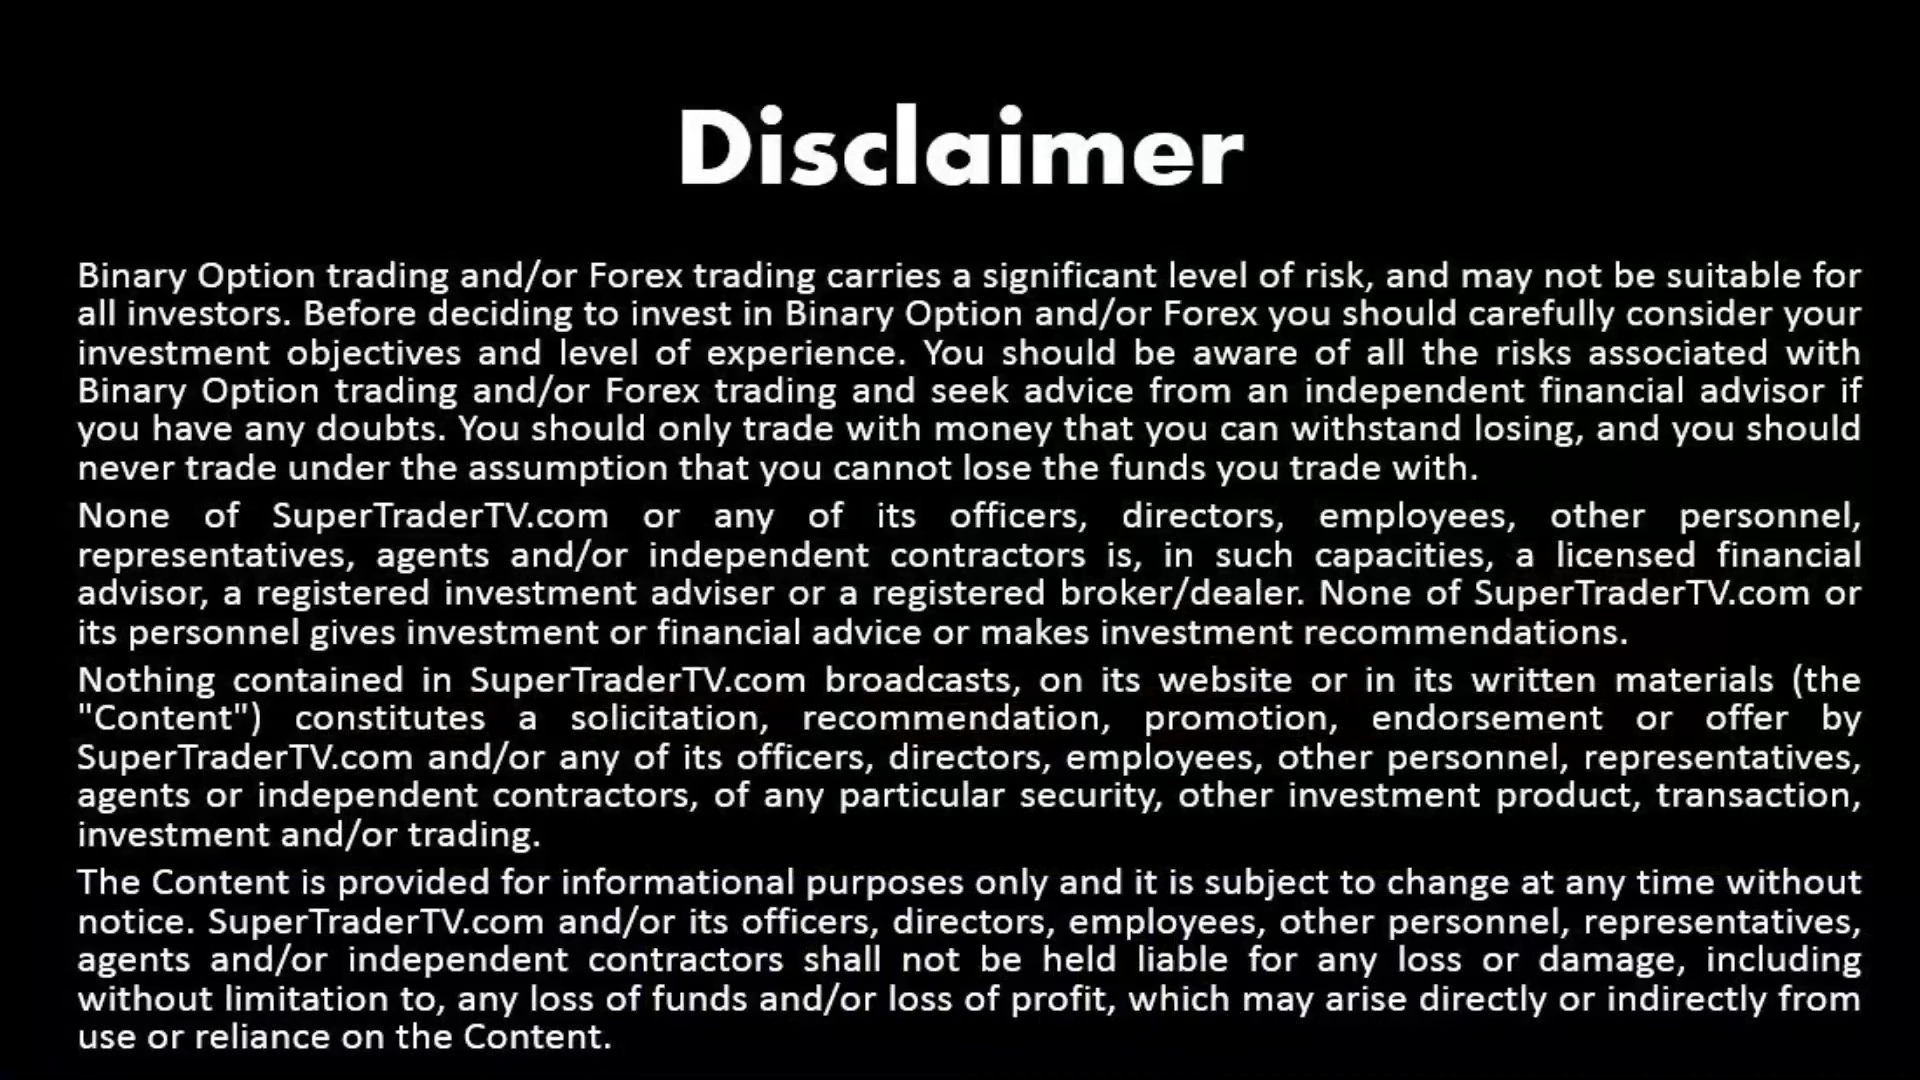 Disclaimer
Binary Option trading and/or Forex trading carries a significant level of risk, and may not be suitable for
all investors. Before deciding to invest in Binary Option and/or Forex you should carefully consider your
investment objectives and level of experience. You should be aware of all the risks associated with
Binary Option trading and/or Forex trading and seek advice from an independent financial advisor if
you have any doubts. You should only trade with money that you can withstand losing, and you should
never trade under the assumption that you cannot lose the funds you trade with.
None of SuperTraderTV.com or any of its officers, directors, employees, other personnel,
representatives, agents and/or independent contractors is, in such capacities, a licensed financial
advisor, a registered investment adviser or a registered broker/dealer. None of SuperTraderTV.com or
its personnel gives investment or financial advice or makes investment recommendations.
Nothing contained in SuperTraderTV.com broadcasts, on its website or in its written materials (the
"Content") constitutes a solicitation, recommendation, promotion, endorsement or offer by
SuperTraderTV.com and/or any of its officers, directors, employees, other personnel, representatives,
agents or independent contractors, of any particular security, other investment product, transaction,
investment and/or trading.
The Content is provided for informational purposes only and it is subject to change at any time without
notice. SuperTraderTV.com and/or its officers, directors, employees, other personnel, representatives,
agents and/or independent contractors shall not be held liable for any loss or damage, including
without limitation to, any loss of funds and/or loss of profit, which may arise directly or indirectly from
use or reliance on the Content.